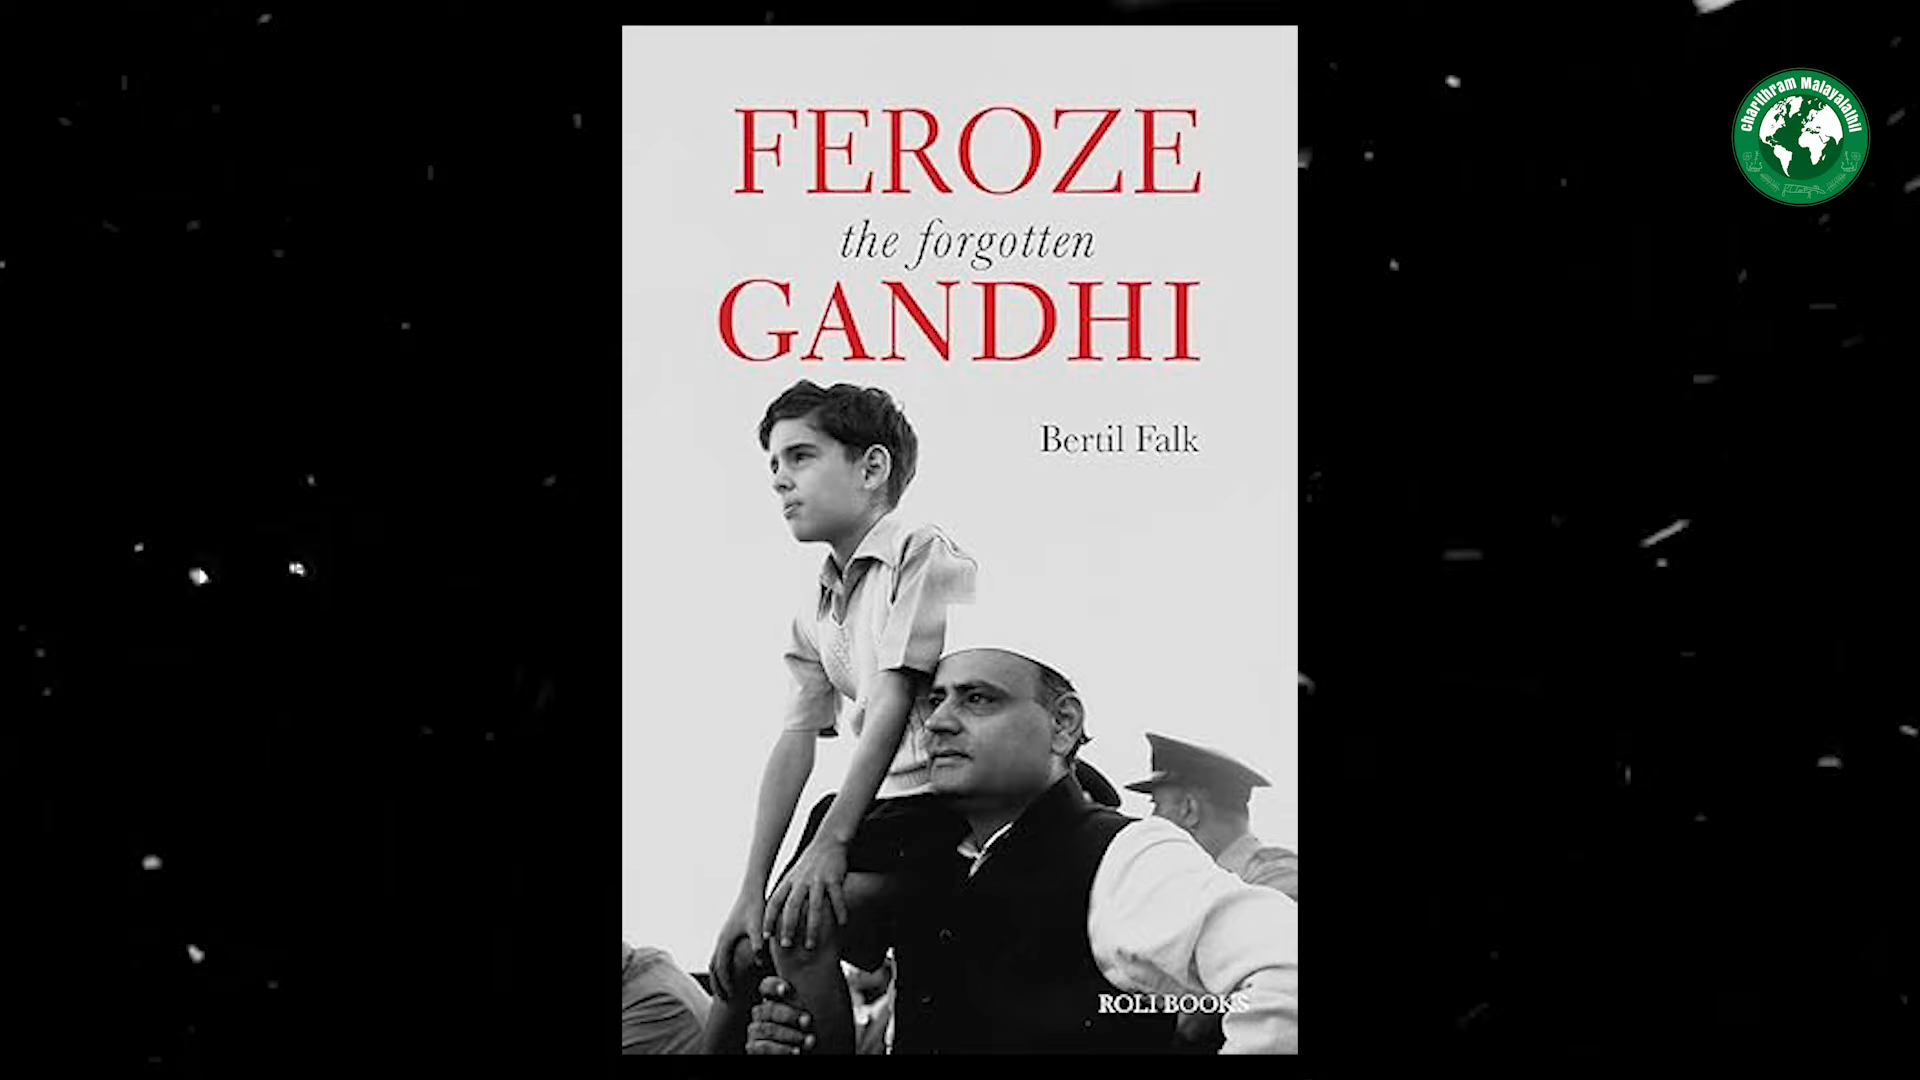 FEROZE
the forgotten
GANDHI
Bertil Falk
ROLI BOOKS
Charithram Malayalathil